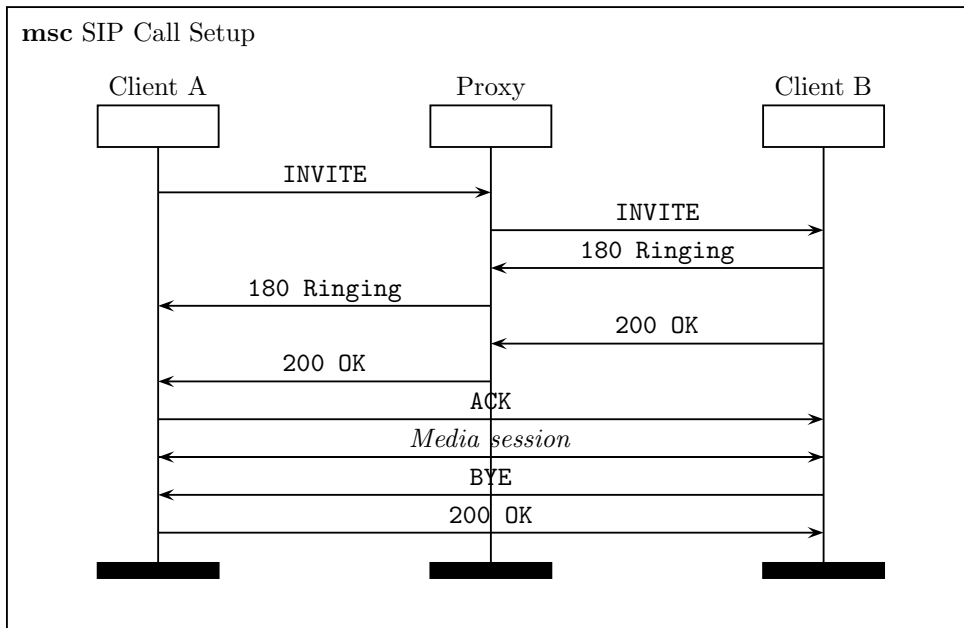 msc SIP Call Setup
Client A
Proxy
Client B
INVITE
INVITE
180 Ringing
180 Ringing
200 OK
200 OK
ACK
Media session
BYE
200 OK